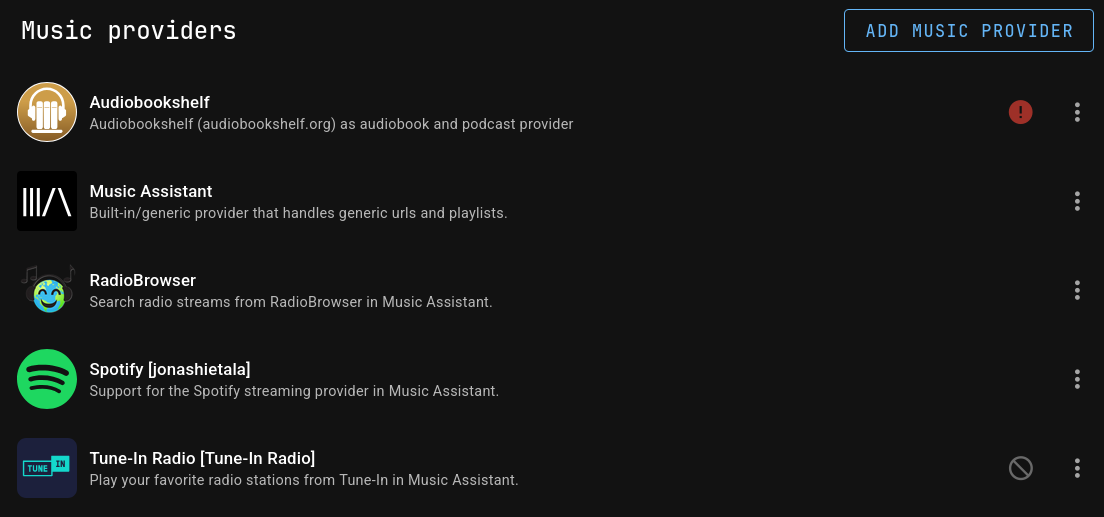 Music providers
ADD MUSIC PROVIDER
Audiobookshelf
Audiobookshelf (audiobookshelf.org) as audiobook and podcast provider
Music Assistant
Built-in/generic provider that handles generic urls and playlists.
RadioBrowser
Search radio streams from RadioBrowser in Music Assistant.
Spotify [jonashietala]
Support for the Spotify streaming provider in Music Assistant.
TUNE IN
Tune-In Radio [Tune-In Radio]
Play your favorite radio stations from Tune-In in Music Assistant.